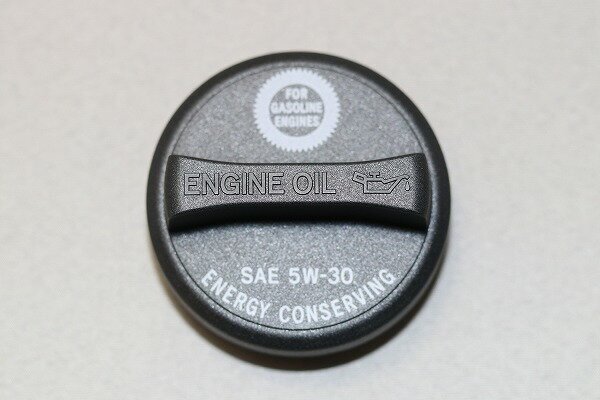 FOR
GASOLINE
ENGINES
ENGINE OIL
SAE 5W-30
ENERGY CONSERVING